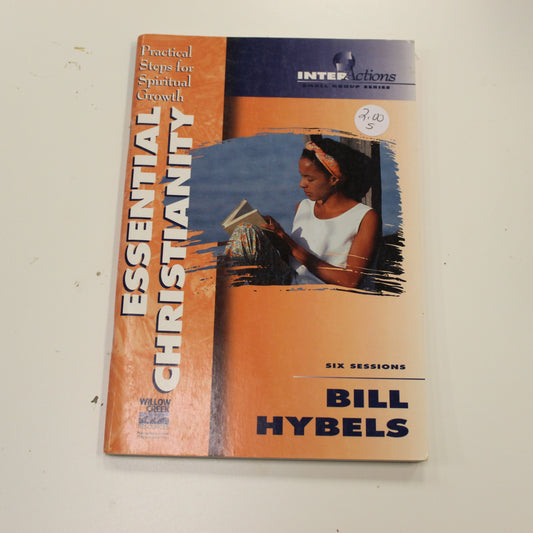 Practical
Steps for
Spiritual
Growth
ESSENTIAL
CHRISTIANITY
INTERActions
SMALL GROUP SERIES
2.00
S
SIX SESSIONS
BILL
HYBELS
WILLOW
CREEK
RESOURCES